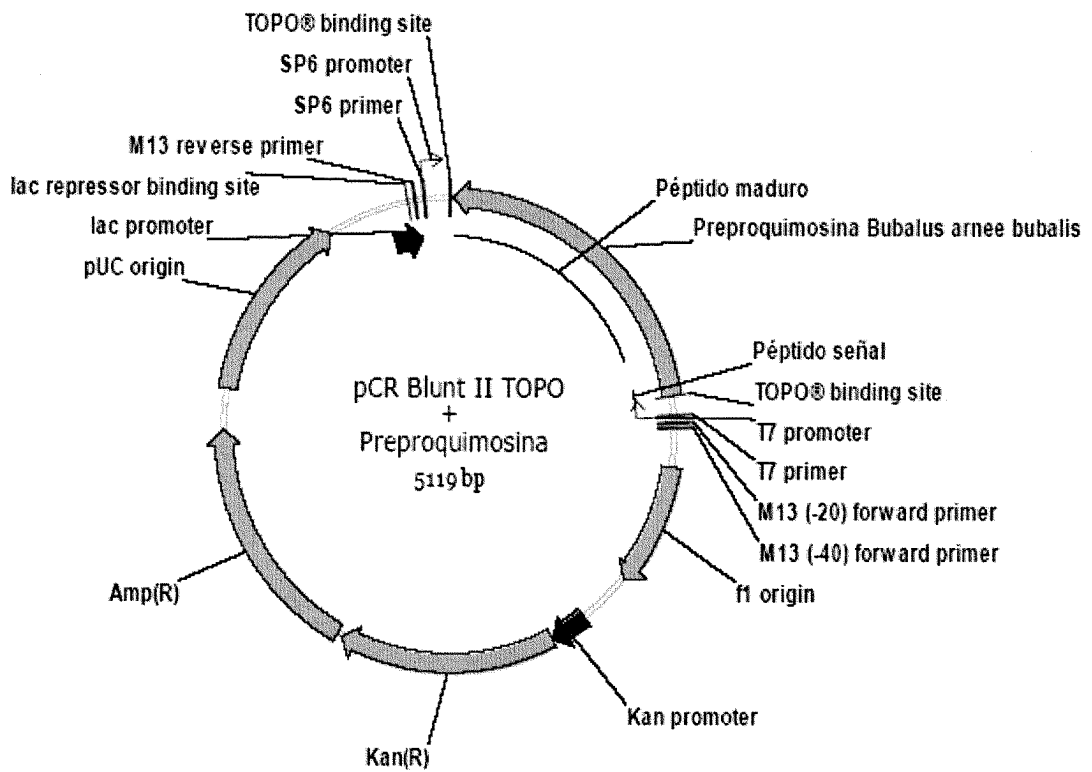 TOPO® binding site
SP6 promoter
SP6 primer
M13 reverse primer
lac repressor binding site
lac promoter
pUC origin
Péptido maduro
Preproquimosina Bubalus arnee bubalis
Péptido señal
TOPO® binding site
T7 promoter
T7 primer
M13 (-20) forward primer
M13 (-40) forward primer
f1 origin
pCR Blunt II TOPO
+
Preproquimosina
5119 bp
Amp(R)
Kan promoter
Kan(R)